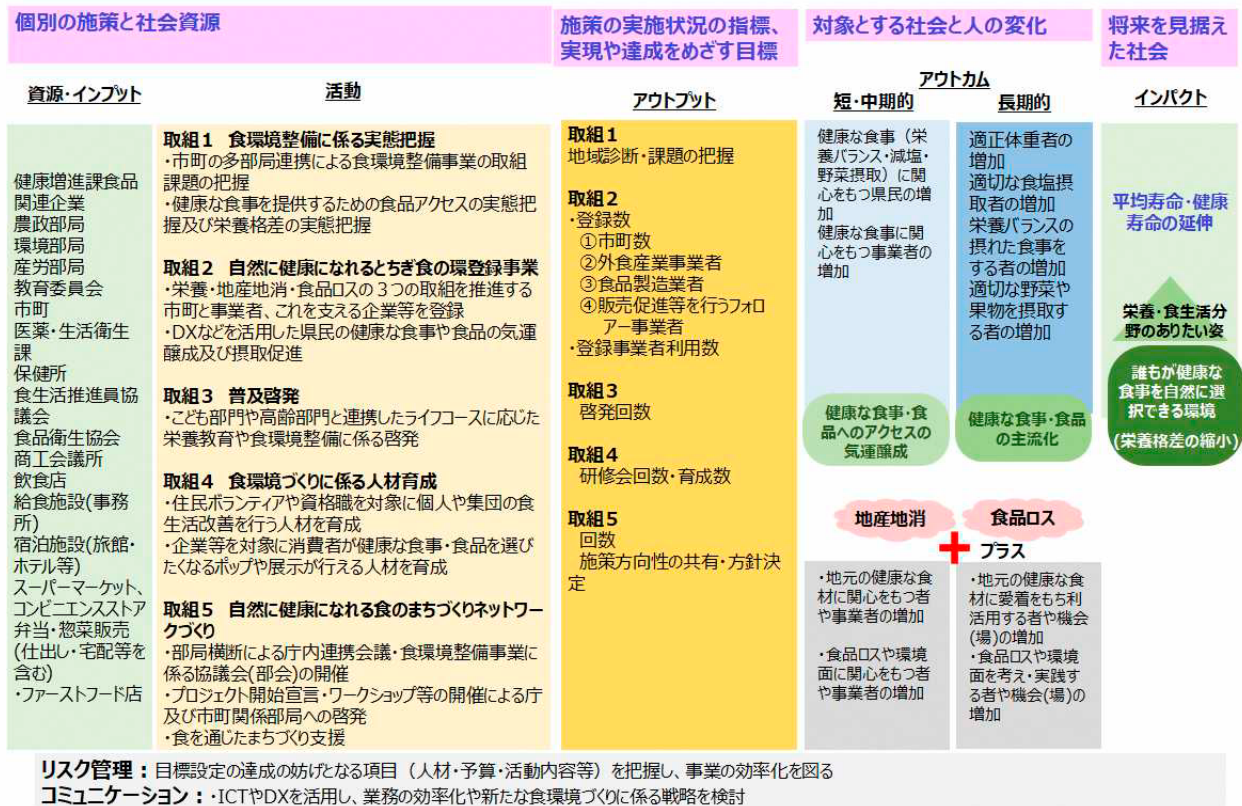 個別の施策と社会資源
施策の実施状況の指標、
実現や達成をめざす目標
対象とする社会と人の変化
将来を見据え
た社会
資源・インプット
活動
アウトプット
アウトカム
短・中期的
長期的
インパクト
健康増進課食品
関連企業
農政部局
環境部局
産労部局
教育委員会
市町
医薬・生活衛生
課
保健所
食生活推進員協
議会
食品衛生協会
商工会議所
飲食店
給食施設(事務
所)
宿泊施設(旅館・
ホテル等)
スーパーマーケット、
コンビニエンスストア
弁当・惣菜販売
(仕出し・宅配等を
含む)
・ファーストフード店
取組1 食環境整備に係る実態把握
・市町の多部局連携による食環境整備事業の取組
課題の把握
・健康な食事を提供するための食品アクセスの実態把
握及び栄養格差の実態把握
取組2 自然に健康になれるとちぎ食の環登録事業
・栄養・地産地消・食品ロスの3つの取組を推進する
市町と事業者、これを支える企業等を登録
・DXなどを活用した県民の健康な食事や食品の気運
醸成及び摂取促進
取組3 普及啓発
・こども部門や高齢部門と連携したライフコースに応じた
栄養教育や食環境整備に係る啓発
取組4 食環境づくりに係る人材育成
・住民ボランティアや資格職を対象に個人や集団の食
生活改善を行う人材を育成
・企業等を対象に消費者が健康な食事・食品を選び
たくなるポップや展示が行える人材を育成
取組5 自然に健康になれる食のまちづくりネットワー
クづくり
・部局横断による庁内連携会議・食環境整備事業に
係る協議会(部会)の開催
・プロジェクト開始宣言・ワークショップ等の開催による庁
及び市町関係部局への啓発
・食を通じたまちづくり支援
取組1
地域診断・課題の把握
取組2
・登録数
①市町数
②外食産業事業者
③食品製造業者
④販売促進等を行うフォロ
アー事業者
・登録事業者利用数
取組3
啓発回数
取組4
研修会回数・育成数
取組5
回数
施策方向性の共有・方針決
定
健康な食事（栄
養バランス・減塩・
野菜摂取）に関
心をもつ県民の増
加
健康な食事に関
心をもつ事業者の
増加
健康な食事・食
品へのアクセスの
気運醸成
適正体重者の
増加
適切な食塩摂
取者の増加
栄養バランスの
摂れた食事を
する者の増加
適切な野菜や
果物を摂取す
る者の増加
健康な食事・食品
の主流化
平均寿命・健康
寿命の延伸
栄養・食生活分
野のありたい姿
誰もが健康な
食事を自然に選
択できる環境
(栄養格差の縮小)
地産地消
食品ロス
プラス
・地元の健康な食
材に関心をもつ者
や事業者の増加
・食品ロスや環境
面に関心をもつ者
や事業者の増加
・地元の健康な食
材に愛着をもち利
活用する者や機会
(場)の増加
・食品ロスや環境
面を考え・実践す
る者や機会(場)の
増加
リスク管理：目標設定の達成の妨げとなる項目（人材・予算・活動内容等）を把握し、事業の効率化を図る
コミュニケーション：・ICTやDXを活用し、業務の効率化や新たな食環境づくりに係る戦略を検討